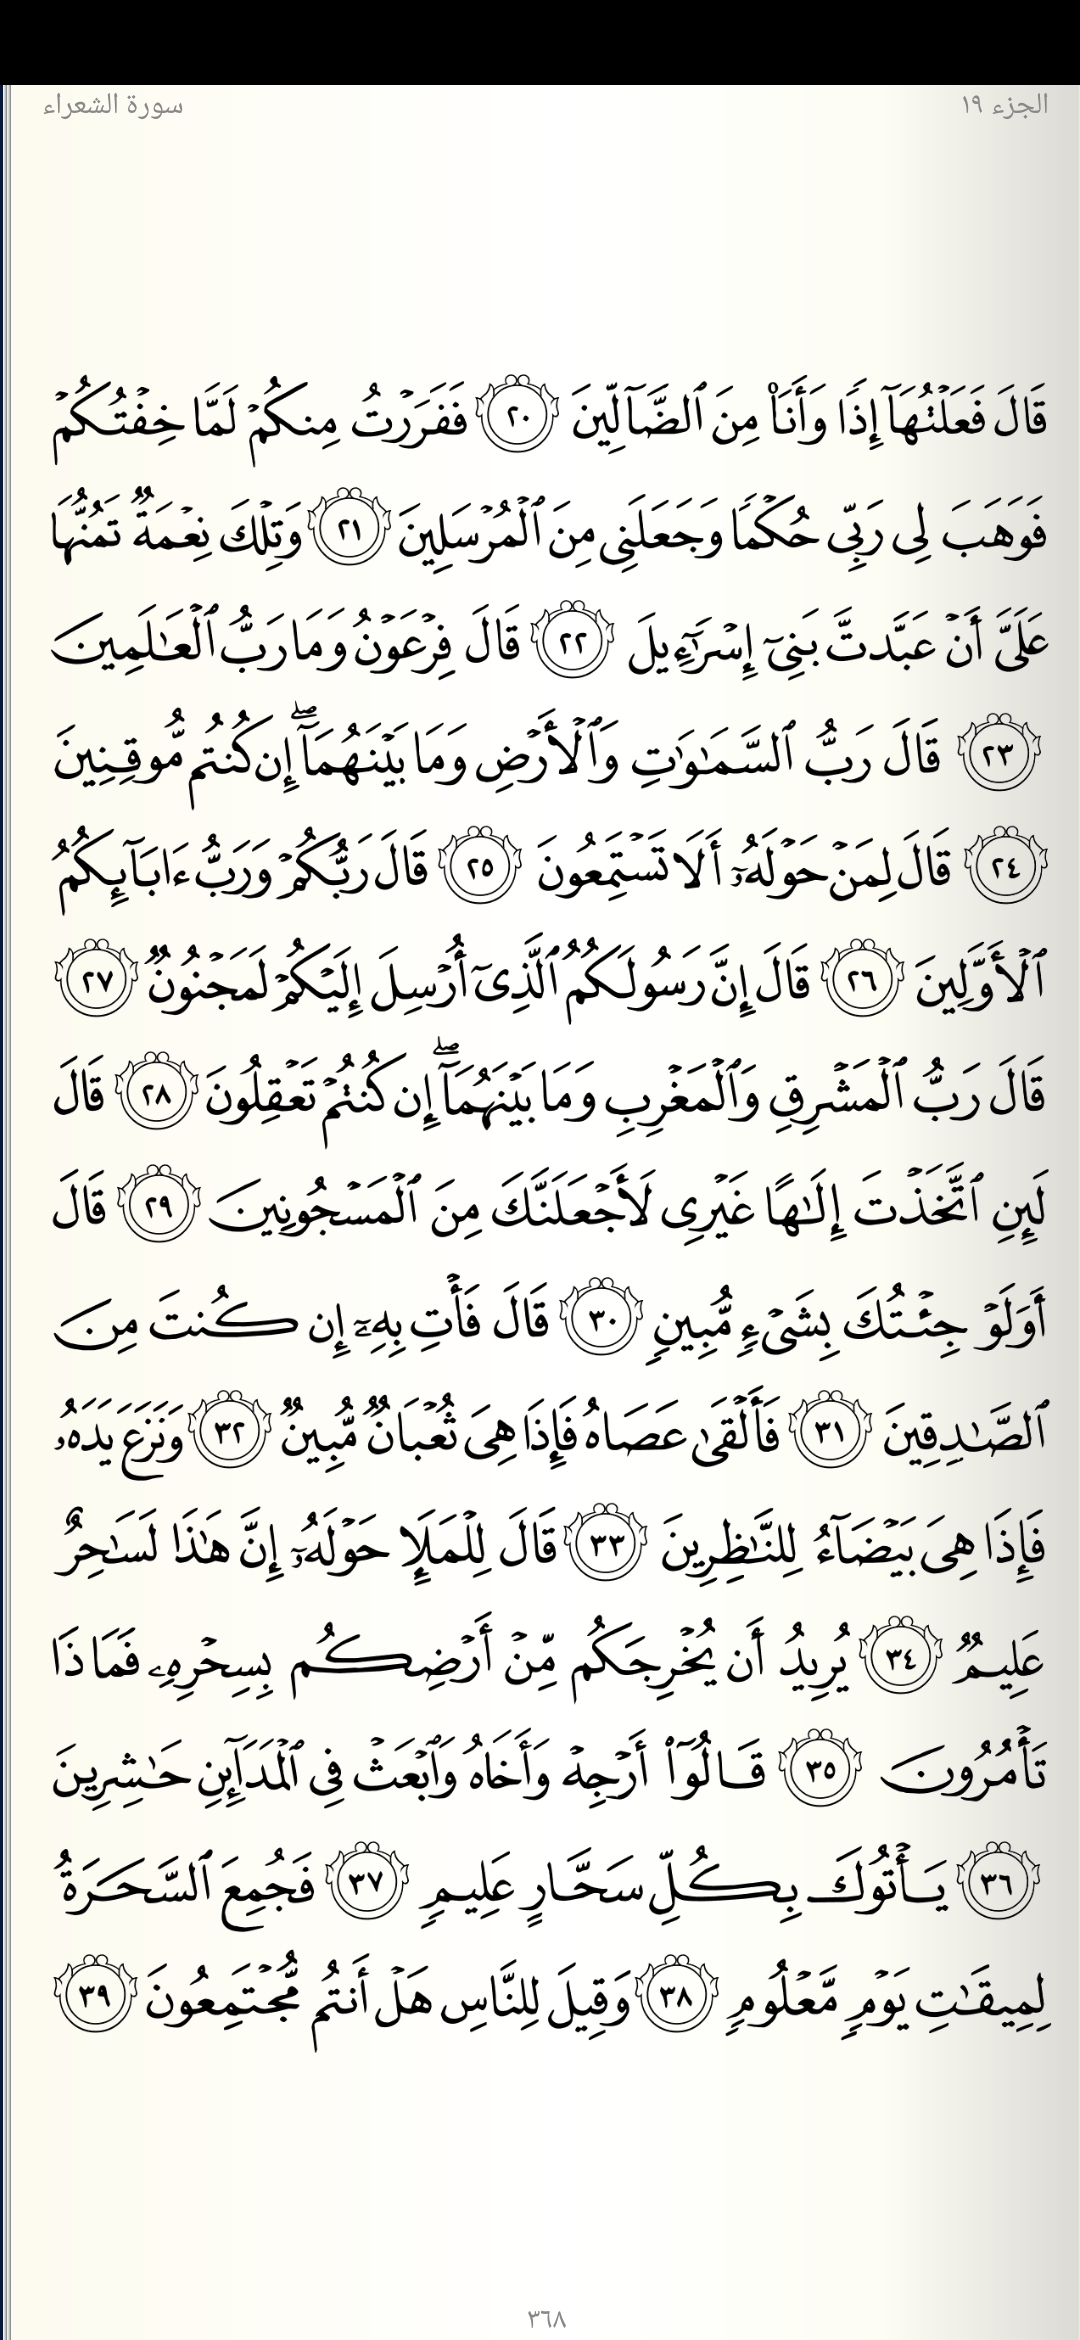 الجزء ١٩
سورة الشعراء
قَالَ فَعَلۡتُهَآ إِذٗا وَأَنَا۠ مِنَ ٱلضَّآلِّينَ ٢٠ فَفَرَرۡتُ مِنكُمۡ لَمَّا خِفۡتُكُمۡ
فَوَهَبَ لِي رَبِّي حُكۡمٗا وَجَعَلَنِي مِنَ ٱلۡمُرۡسَلِينَ ٢١ وَتِلۡكَ نِعۡمَةٞ تَمُنُّهَا
عَلَيَّ أَنۡ عَبَّدتَّ بَنِيٓ إِسۡرَٰٓءِيلَ ٢٢ قَالَ فِرۡعَوۡنُ وَمَا رَبُّ ٱلۡعَٰلَمِينَ
٢٣ قَالَ رَبُّ ٱلسَّمَٰوَٰتِ وَٱلۡأَرۡضِ وَمَا بَيۡنَهُمَآۖ إِن كُنتُم مُّوقِنِينَ
٢٤ قَالَ لِمَنۡ حَوۡلَهُۥٓ أَلَا تَسۡتَمِعُونَ ٢٥ قَالَ رَبُّكُمۡ وَرَبُّ ءَابَآئِكُمُ
ٱلۡأَوَّلِينَ ٢٦ قَالَ إِنَّ رَسُولَكُمُ ٱلَّذِيٓ أُرۡسِلَ إِلَيۡكُمۡ لَمَجۡنُونٞ ٢٧
قَالَ رَبُّ ٱلۡمَشۡرِقِ وَٱلۡمَغۡرِبِ وَمَا بَيۡنَهُمَآۖ إِن كُنتُمۡ تَعۡقِلُونَ ٢٨ قَالَ
لَئِنِ ٱتَّخَذۡتَ إِلَٰهًا غَيۡرِي لَأَجۡعَلَنَّكَ مِنَ ٱلۡمَسۡجُونِينَ ٢٩ قَالَ
أَوَلَوۡ جِئۡتُكَ بِشَيۡءٖ مُّبِينٖ ٣٠ قَالَ فَأۡتِ بِهِۦٓ إِن كُنتَ مِنَ
ٱلصَّٰدِقِينَ ٣١ فَأَلۡقَىٰ عَصَاهُ فَإِذَا هِيَ ثُعۡبَانٞ مُّبِينٞ ٣٢ وَنَزَعَ يَدَهُۥ
فَإِذَا هِيَ بَيۡضَآءُ لِلنَّٰظِرِينَ ٣٣ قَالَ لِلۡمَلَإِ حَوۡلَهُۥٓ إِنَّ هَٰذَا لَسَٰحِرٌ
عَلِيمٞ ٣٤ يُرِيدُ أَن يُخۡرِجَكُم مِّنۡ أَرۡضِكُم بِسِحۡرِهِۦ فَمَاذَا
تَأۡمُرُونَ ٣٥ قَالُوٓاْ أَرۡجِهۡ وَأَخَاهُ وَٱبۡعَثۡ فِي ٱلۡمَدَآئِنِ حَٰشِرِينَ
٣٦ يَأۡتُوكَ بِكُلِّ سَحَّارٍ عَلِيمٖ ٣٧ فَجُمِعَ ٱلسَّحَرَةُ
لِمِيقَٰتِ يَوۡمٖ مَّعۡلُومٖ ٣٨ وَقِيلَ لِلنَّاسِ هَلۡ أَنتُم مُّجۡتَمِعُونَ ٣٩
٣٦٨